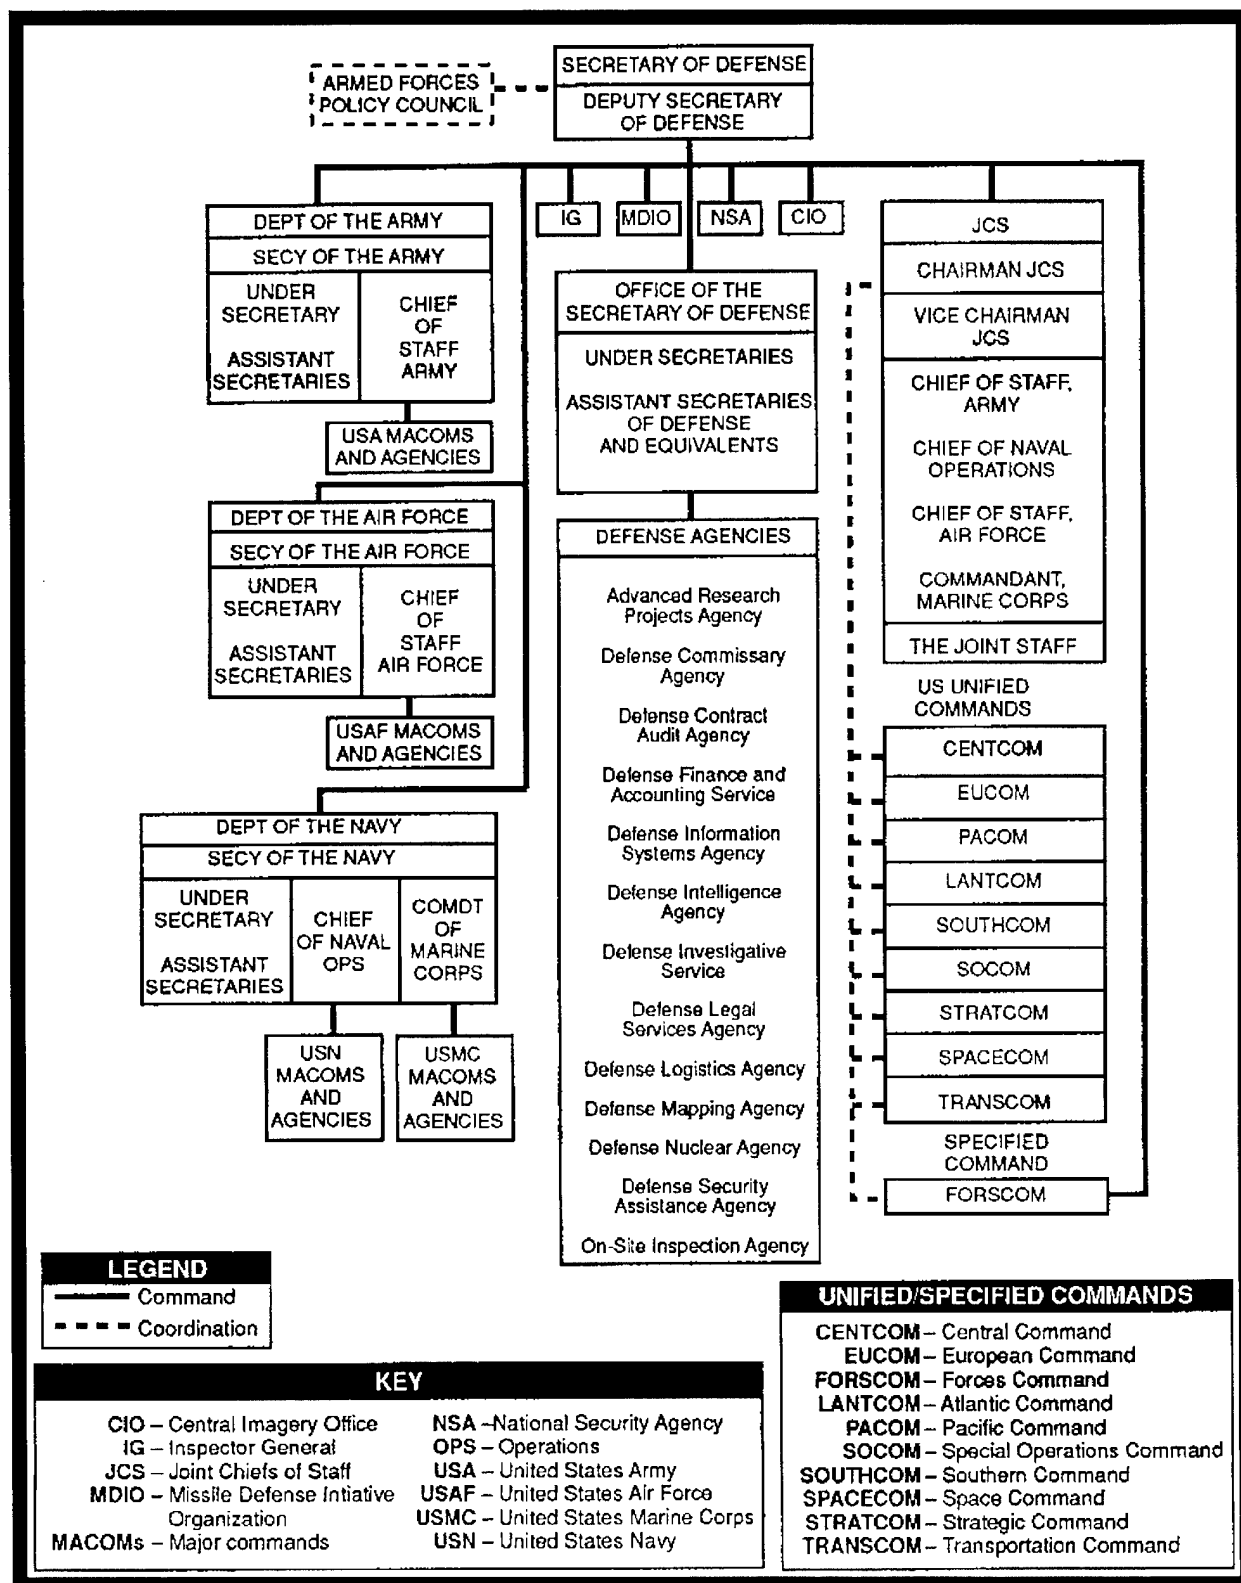 SECRETARY OF DEFENSE
DEPUTY SECRETARY
OF DEFENSE
ARMED FORCES
POLICY COUNCIL
DEPT OF THE ARMY
SECY OF THE ARMY
UNDER
SECRETARY
ASSISTANT
SECRETARIES
CHIEF
OF
STAFF
ARMY
USA MACOMS
AND AGENCIES
DEPT OF THE AIR FORCE
SECY OF THE AIR FORCE
UNDER
SECRETARY
ASSISTANT
SECRETARIES
CHIEF
OF
STAFF
AIR FORCE
USAF MACOMS
AND AGENCIES
DEPT OF THE NAVY
SECY OF THE NAVY
UNDER
SECRETARY
ASSISTANT
SECRETARIES
CHIEF
OF NAVAL
OPS
COMDT
OF
MARINE
CORPS
USN
MACOMS
AND
AGENCIES
USMC
MACOMS
AND
AGENCIES
IG
MDIO
NSA
CIO
OFFICE OF THE
SECRETARY OF DEFENSE
UNDER SECRETARIES
ASSISTANT SECRETARIES
OF DEFENSE
AND EQUIVALENTS
DEFENSE AGENCIES
Advanced Research
Projects Agency
Defense Commissary
Agency
Defense Contract
Audit Agency
Defense Finance and
Accounting Service
Defense Information
Systems Agency
Defense Intelligence
Agency
Defense Investigative
Service
Defense Legal
Services Agency
Defense Logistics Agency
Defense Mapping Agency
Defense Nuclear Agency
Defense Security
Assistance Agency
On-Site Inspection Agency
JCS
CHAIRMAN JCS
VICE CHAIRMAN
JCS
CHIEF OF STAFF,
ARMY
CHIEF OF NAVAL
OPERATIONS
CHIEF OF STAFF,
AIR FORCE
COMMANDANT,
MARINE CORPS
THE JOINT STAFF
US UNIFIED
COMMANDS
CENTCOM
EUCOM
PACOM
LANTCOM
SOUTHCOM
SOCOM
STRATCOM
SPACECOM
TRANSCOM
SPECIFIED
COMMAND
FORSCOM
LEGEND
Command
Coordination
KEY
CIO – Central Imagery Office
IG – Inspector General
JCS – Joint Chiefs of Staff
MDIO – Missile Defense Intiative
Organization
MACOMs – Major commands
NSA – National Security Agency
OPS – Operations
USA – United States Army
USAF – United States Air Force
USMC – United States Marine Corps
USN – United States Navy
UNIFIED/SPECIFIED COMMANDS
CENTCOM – Central Command
EUCOM – European Command
FORSCOM – Forces Command
LANTCOM – Atlantic Command
PACOM – Pacific Command
SOCOM – Special Operations Command
SOUTHCOM – Southern Command
SPACECOM – Space Command
STRATCOM – Strategic Command
TRANSCOM – Transportation Command